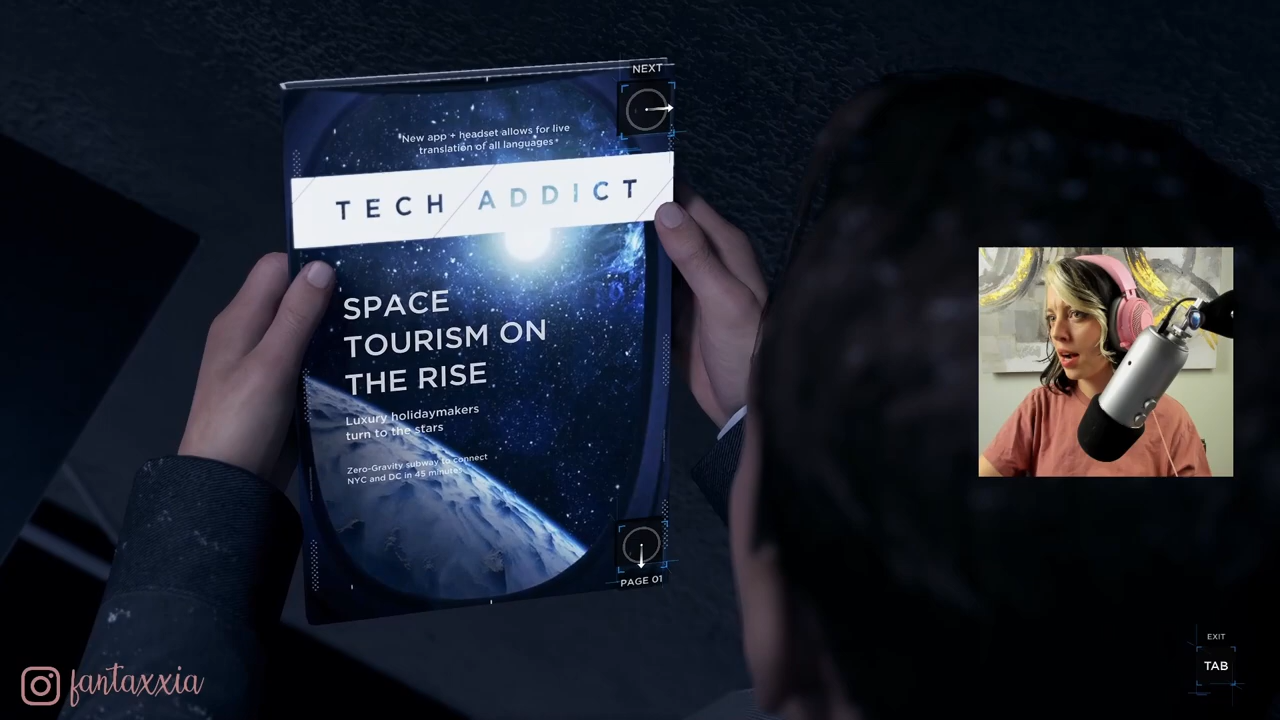 NEXT
New app + headset allows for live
translation of all languages*
TECH ADDICT
SPACE
TOURISM ON
THE RISE
Luxury holidaymakers
turn to the stars
Zero-Gravity subway to connect
NYC and DC in 45 minutes
PAGE 01
EXIT
TAB
fantaxxia